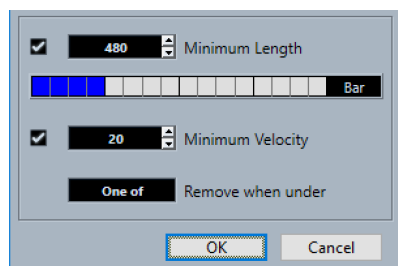 480 Minimum Length
Bar
20 Minimum Velocity
One of Remove when under
OK Cancel